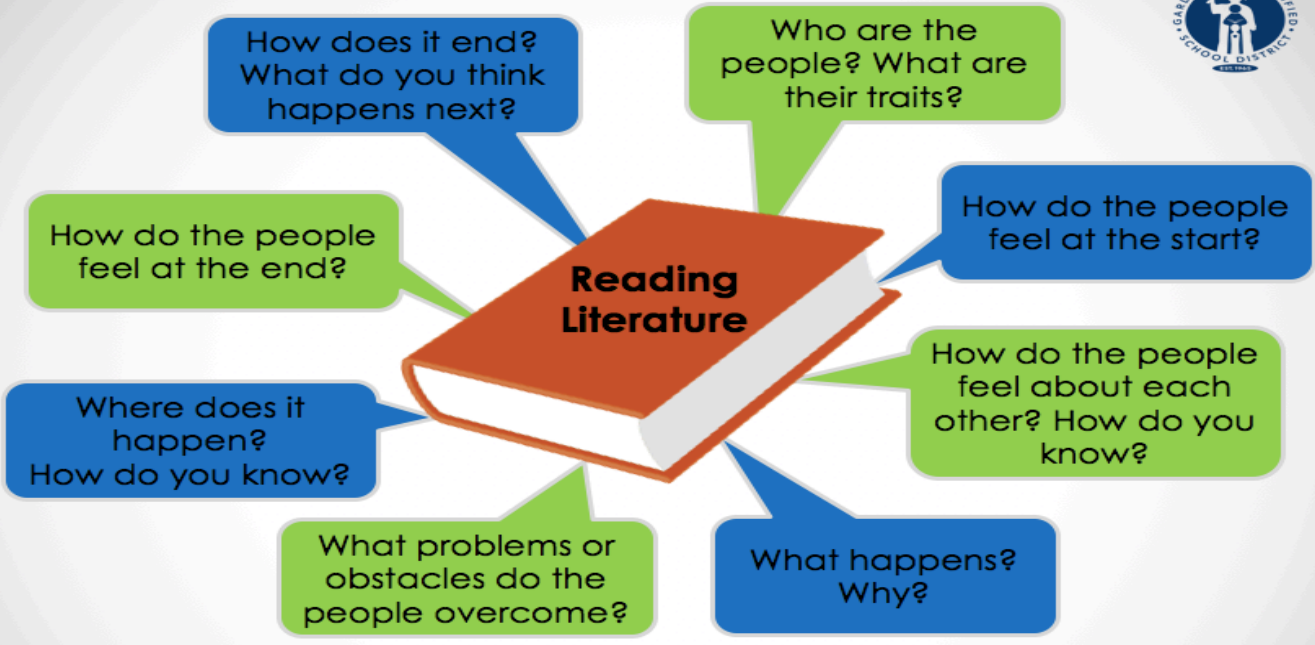 How does it end?
What do you think
happens next?
Who are the
people? What are
their traits?
SCHOOL DISTRICT
How do the people
feel at the start?
How do the people
feel at the end?
Reading
Literature
How do the people
feel about each
other? How do you
know?
Where does it
happen?
How do you know?
What problems or
obstacles do the
people overcome?
What happens?
Why?